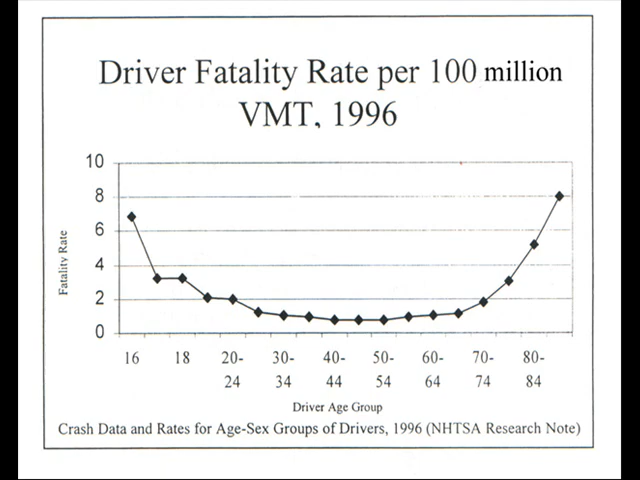 Driver Fatality Rate per 100 million
VMT, 1996
10
8
6
4
2
0
Fatality Rate
16 18 20- 30- 40- 50- 60- 70- 80-
24 34 44 54 64 74 84
Driver Age Group
Crash Data and Rates for Age-Sex Groups of Drivers, 1996 (NHTSA Research Note)